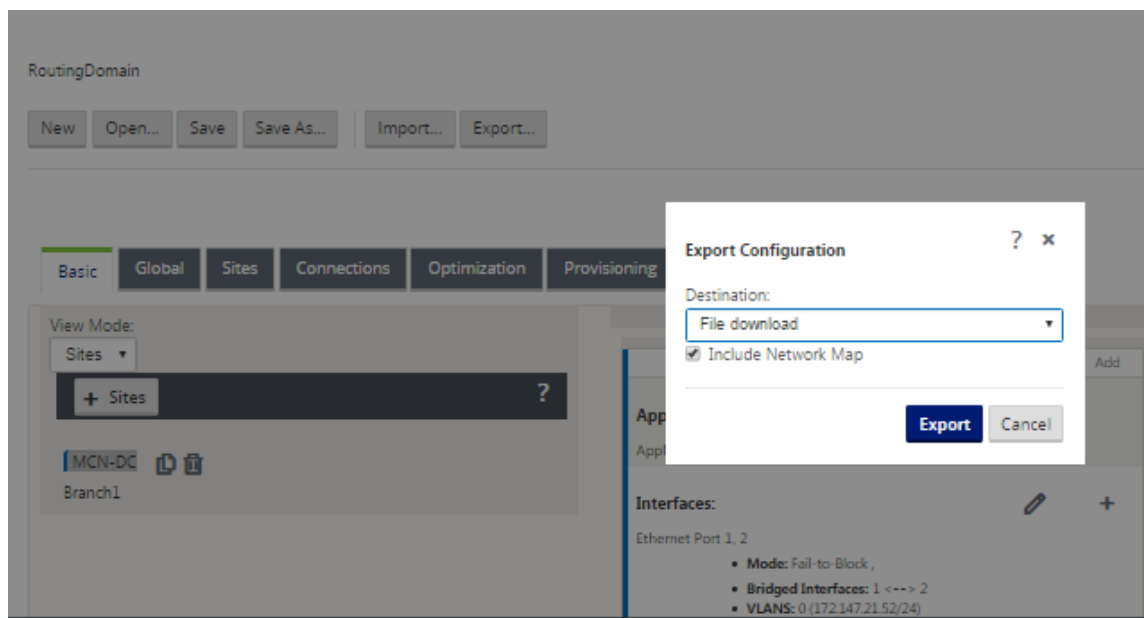 RoutingDomain
New Open... Save Save As... Import... Export...
Basic Global Sites Connections Optimization Provisioning
Export Configuration ? ×
Destination:
File download
Include Network Map
Export Cancel
View Mode:
Sites
+ Sites ?
MCN-DC
Branch1
Add
App
Appl
Interfaces:
Ethernet Port 1, 2
• Mode: Fail-to-Block ,
• Bridged Interfaces: 1 <--> 2
• VLANS: 0 (172.147.21.52/24)